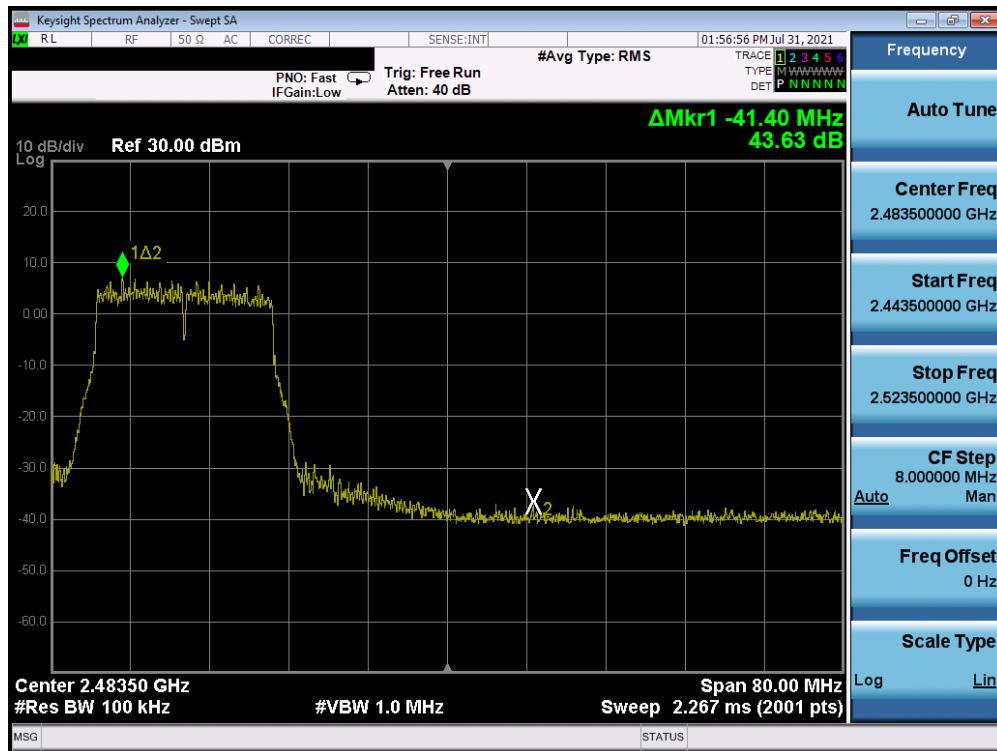 Keysight Spectrum Analyzer - Swept SA
LXI RL RF 50 Ω AC CORREC SENSE:INT 01:56:56 PM Jul 31, 2021
#Avg Type: RMS
TRACE 1 2 3 4 5 6
TYPE M W W W W W
DET P N N N N N
PNO: Fast
IFGain:Low
Trig: Free Run
Atten: 40 dB
ΔMkr1 -41.40 MHz
43.63 dB
10 dB/div
Log
Ref 30.00 dBm
20.0
10.0
0.00
-10.0
-20.0
-30.0
-40.0
-50.0
-60.0
1Δ2
X2
Center 2.48350 GHz
Span 80.00 MHz
#Res BW 100 kHz
#VBW 1.0 MHz
Sweep 2.267 ms (2001 pts)
MSG
STATUS
Frequency
Auto Tune
Center Freq
2.483500000 GHz
Start Freq
2.443500000 GHz
Stop Freq
2.523500000 GHz
CF Step
8.000000 MHz
Auto Man
Freq Offset
0 Hz
Scale Type
Log Lin